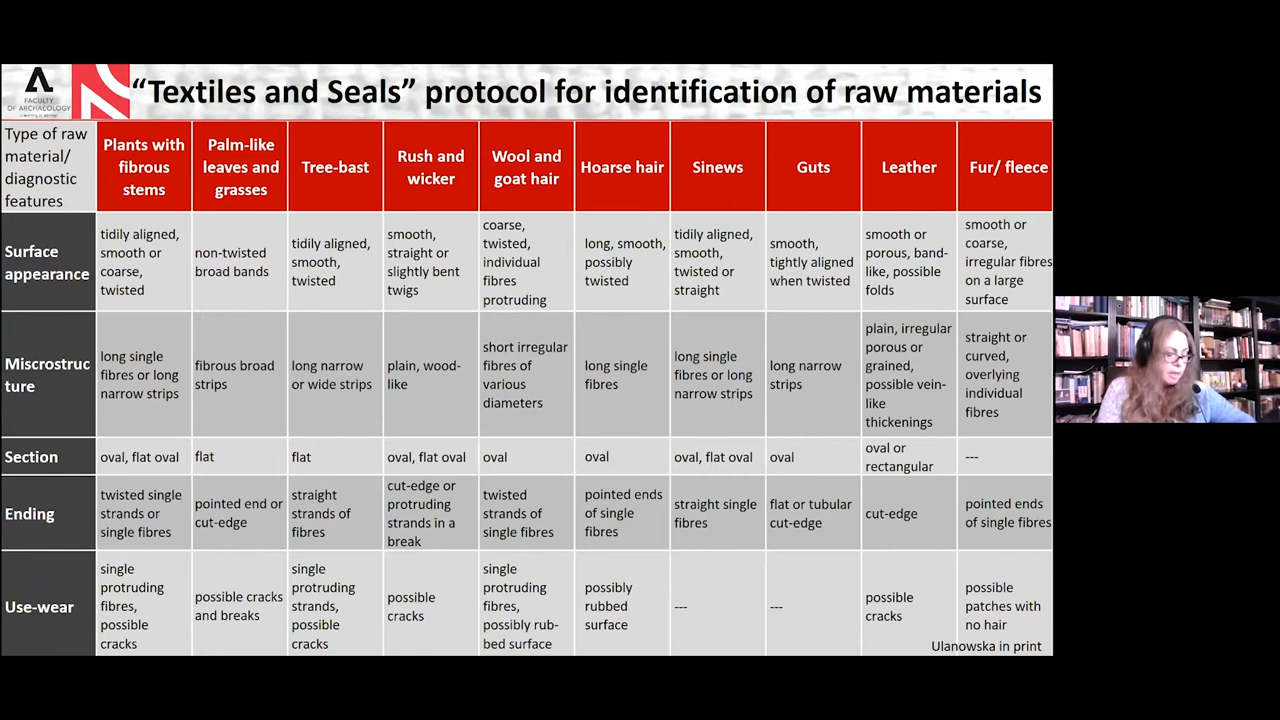 FACULTY
OF ARCHAEOLOGY
“Textiles and Seals” protocol for identification of raw materials
Type of raw
material/
diagnostic
features
Plants with
fibrous
stems
Palm-like
leaves and
grasses
Tree-bast
Rush and
wicker
Wool and
goat hair
Hoarse hair
Sinews
Guts
Leather
Fur/ fleece
Surface
appearance
tidily aligned,
smooth or
coarse,
twisted
non-twisted
broad bands
tidily aligned,
smooth,
twisted
smooth,
straight or
slightly bent
twigs
coarse,
twisted,
individual
fibres
protruding
long, smooth,
possibly
twisted
tidily aligned,
smooth,
twisted or
straight
smooth,
tightly aligned
when twisted
smooth or
porous, band-
like, possible
folds
smooth or
coarse,
irregular fibres
on a large
surface
Miscrostruc
ture
long single
fibres or long
narrow strips
fibrous broad
strips
long narrow
or wide strips
plain, wood-
like
short irregular
fibres of
various
diameters
long single
fibres
long single
fibres or long
narrow strips
long narrow
strips
plain, irregular
porous or
grained,
possible vein-
like
thickenings
straight or
curved,
overlying
individual
fibres
Section
oval, flat oval
flat
flat
oval, flat oval
oval
oval
oval, flat oval
oval
oval or
rectangular
---
Ending
twisted single
strands or
single fibres
pointed end or
cut-edge
straight
strands of
fibres
cut-edge or
protruding
strands in a
break
twisted
strands of
single fibres
pointed ends
of single
fibres
straight single
fibres
flat or tubular
cut-edge
cut-edge
pointed ends
of single fibres
Use-wear
single
protruding
fibres,
possible
cracks
possible cracks
and breaks
single
protruding
strands,
possible
cracks
possible
cracks
single
protruding
fibres,
possibly rub-
bed surface
possibly
rubbed
surface
---
---
possible
cracks
possible
patches with
no hair
Ulanowska in print